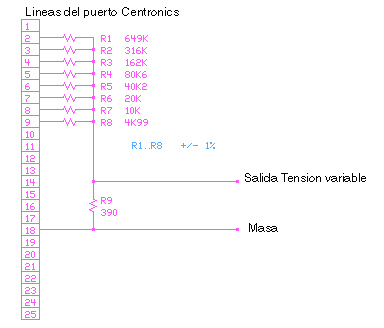 Lineas del puerto Centronics
1
2 R1 649K
3 R2 316K
4 R3 162K
5 R4 80K6
6 R5 40K2
7 R6 20K
8 R7 10K
9 R8 4K99
10
11 R1..R8 +/- 1%
12
13
14 Salida Tension variable
15
16 R9
390
17
18 Masa
19
20
21
22
23
24
25